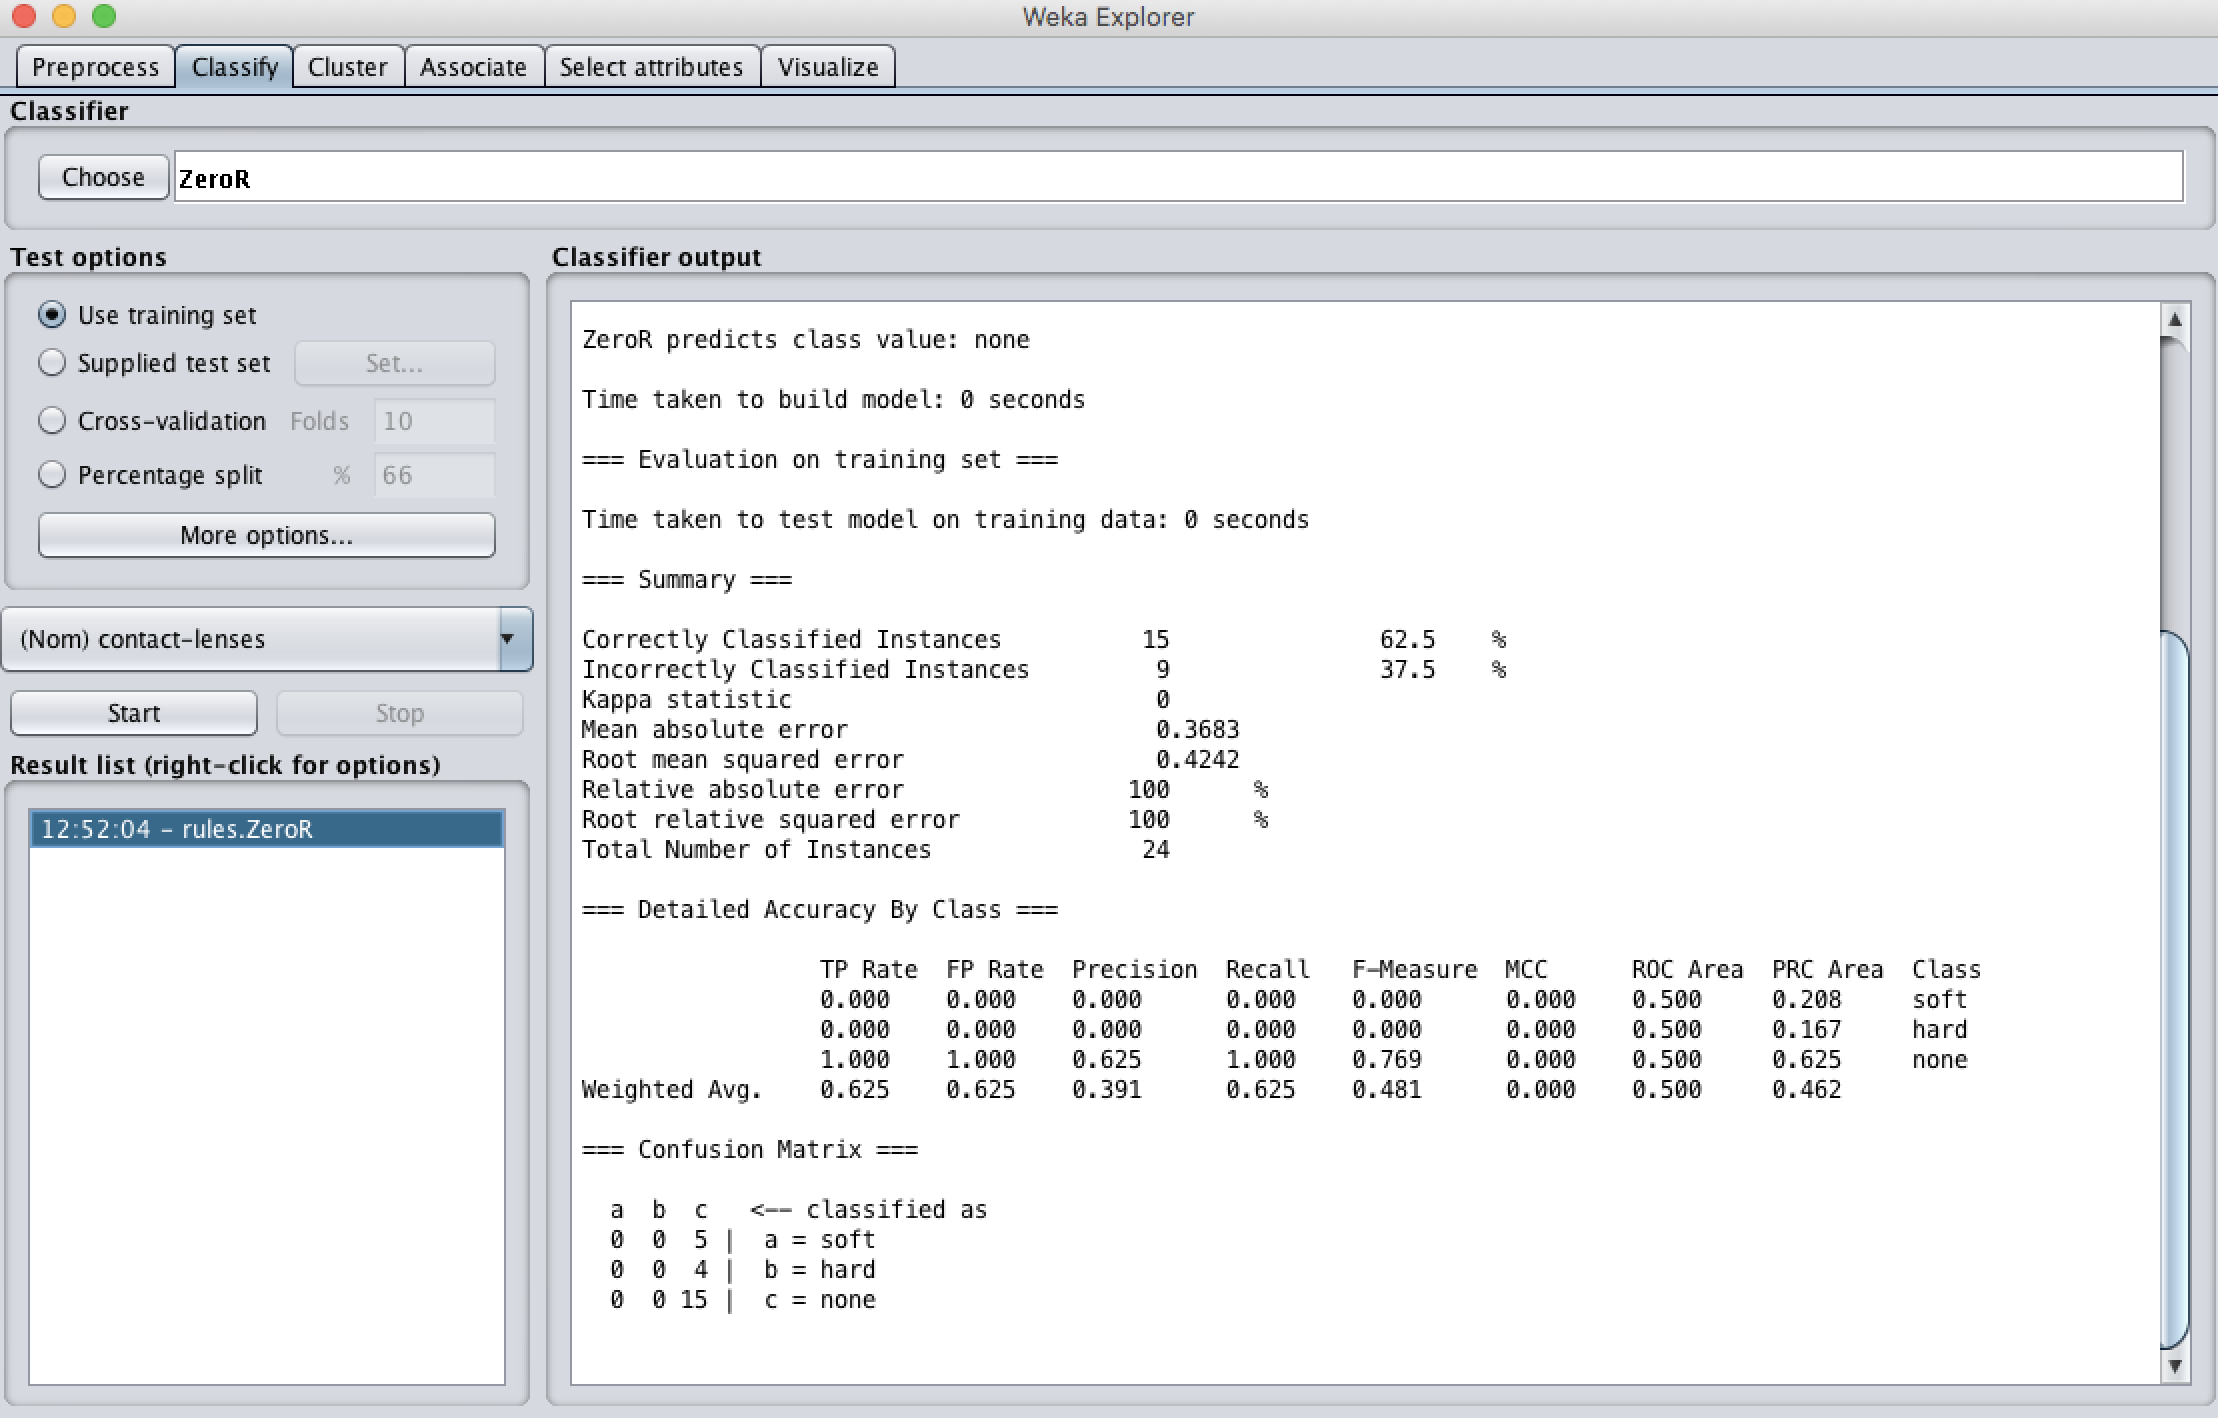 Weka Explorer
Preprocess Classify Cluster Associate Select attributes Visualize
Classifier
Choose ZeroR
Test options
Use training set
Supplied test set Set...
Cross-validation Folds 10
Percentage split % 66
More options...
(Nom) contact-lenses
Start Stop
Result list (right-click for options)
12:52:04 - rules.ZeroR
Classifier output
ZeroR predicts class value: none
Time taken to build model: 0 seconds
=== Evaluation on training set ===
Time taken to test model on training data: 0 seconds
=== Summary ===
Correctly Classified Instances 15 62.5 %
Incorrectly Classified Instances 9 37.5 %
Kappa statistic 0
Mean absolute error 0.3683
Root mean squared error 0.4242
Relative absolute error 100 %
Root relative squared error 100 %
Total Number of Instances 24
=== Detailed Accuracy By Class ===
TP Rate FP Rate Precision Recall F-Measure MCC ROC Area PRC Area Class
0.000 0.000 0.000 0.000 0.000 0.000 0.500 0.208 soft
0.000 0.000 0.000 0.000 0.000 0.000 0.500 0.167 hard
1.000 1.000 0.625 1.000 0.769 0.000 0.500 0.625 none
Weighted Avg. 0.625 0.625 0.391 0.625 0.481 0.000 0.500 0.462
=== Confusion Matrix ===
a b c <-- classified as
0 0 5 | a = soft
0 0 4 | b = hard
0 0 15 | c = none